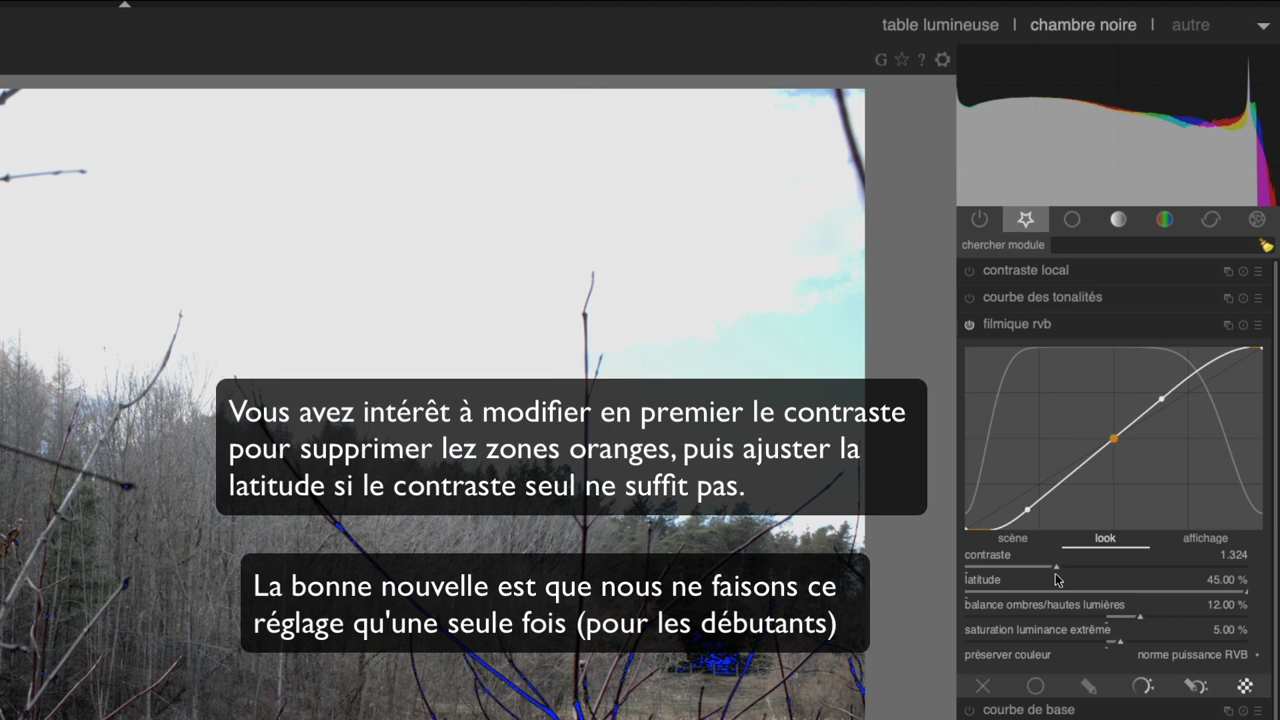 table lumineuse | chambre noire | autre
G ?
chercher module
contraste local
courbe des tonalités
filmique rvb
Vous avez intérêt à modifier en premier le contraste
pour supprimer lez zones oranges, puis ajuster la
latitude si le contraste seul ne suffit pas.
scène look affichage
contraste 1.324
latitude 45.00 %
La bonne nouvelle est que nous ne faisons ce
réglage qu'une seule fois (pour les débutants)
balance ombres/hautes lumières 12.00 %
saturation luminance extrême 5.00 %
préserver couleur norme puissance RVB
courbe de base